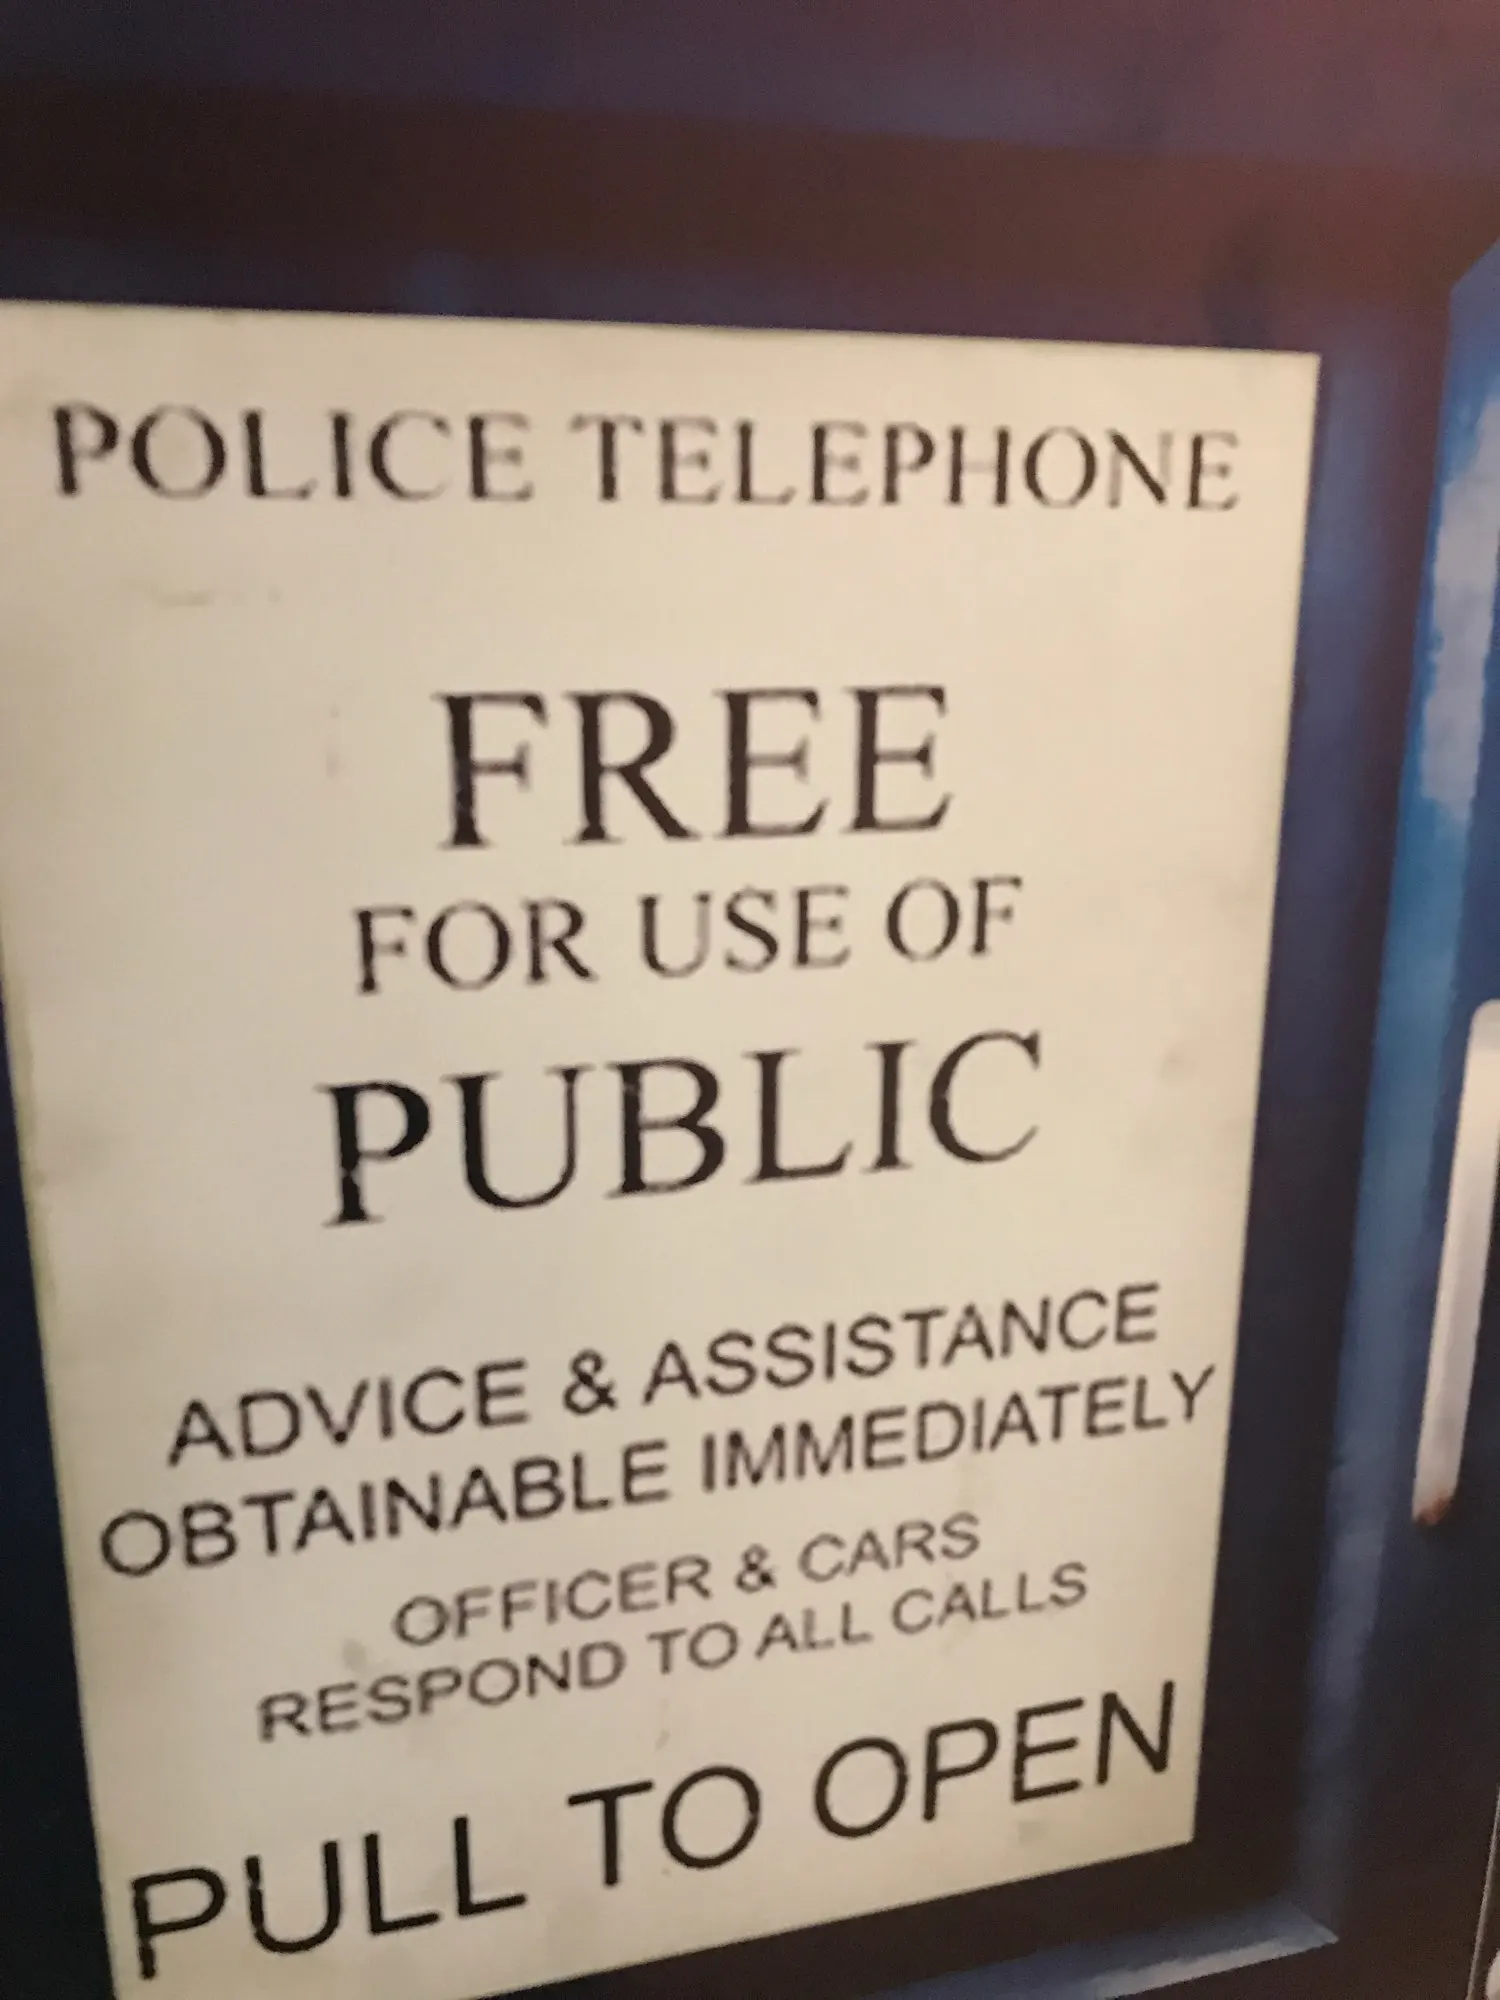 POLICE TELEPHONE
FREE
FOR USE OF
PUBLIC
ADVICE & ASSISTANCE
OBTAINABLE IMMEDIATELY
OFFICER & CARS
RESPOND TO ALL CALLS
PULL TO OPEN